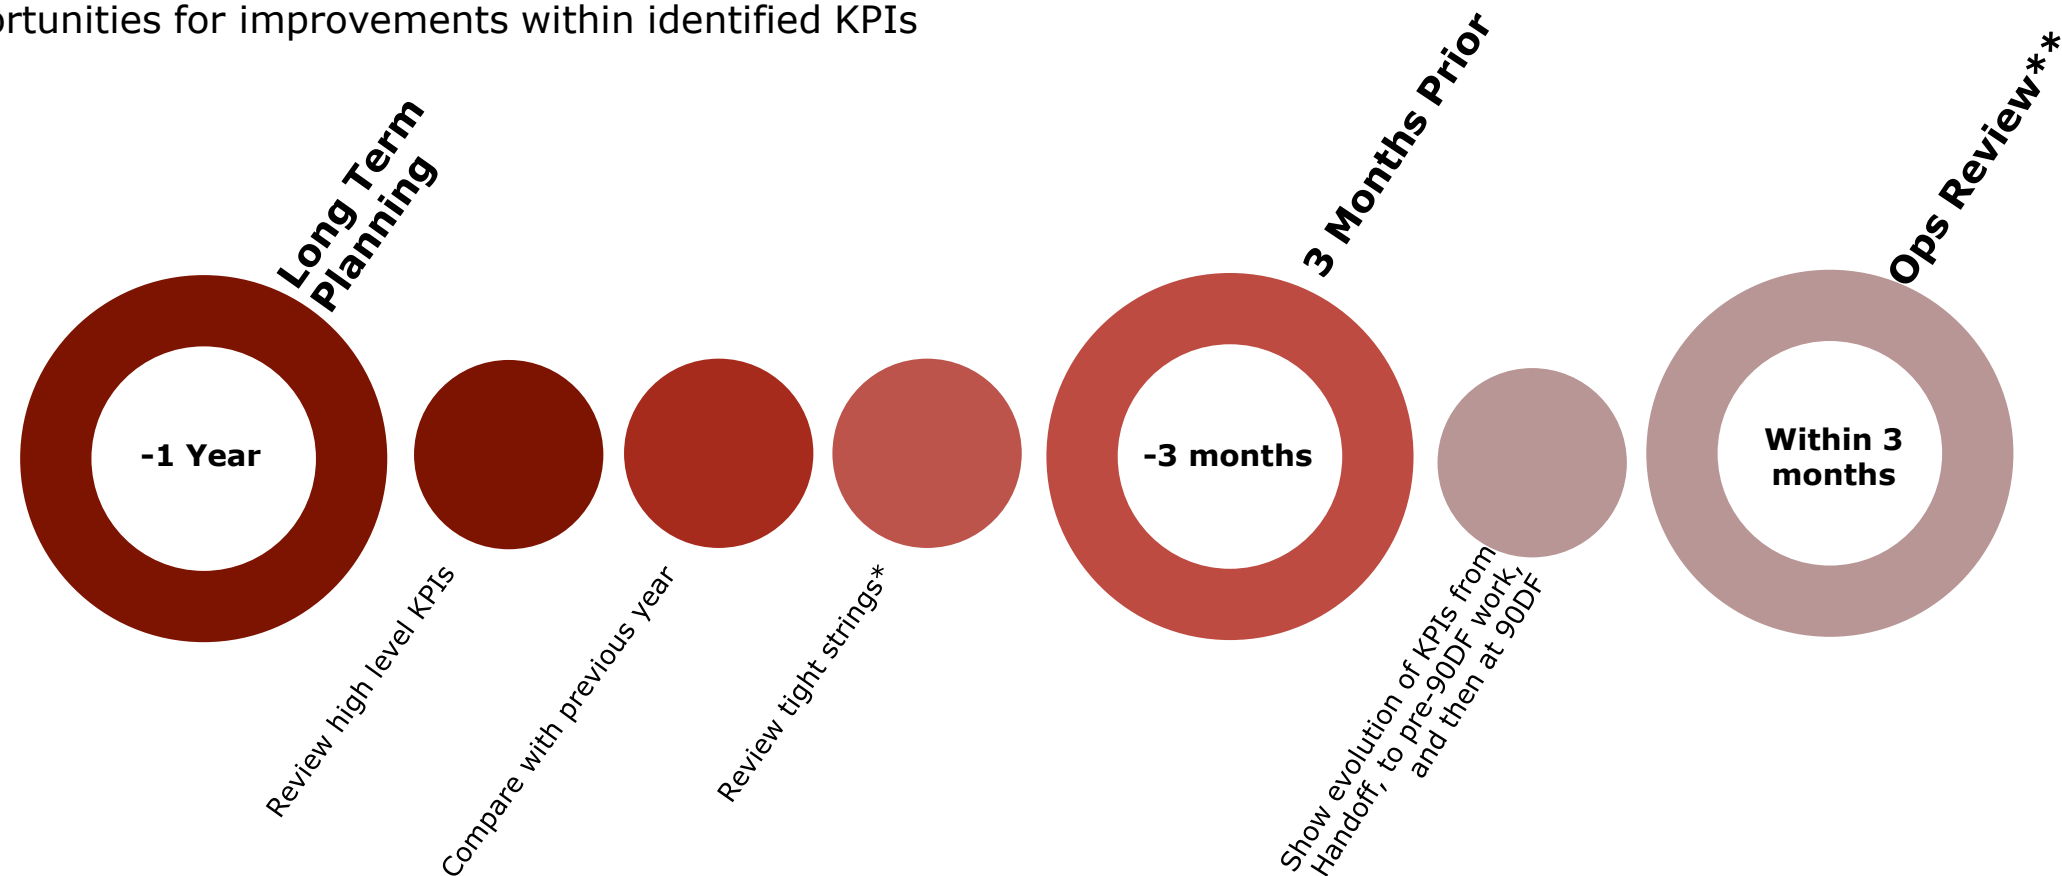 ortunities for improvements within identified KPIs
Long Term
Planning
3 Months Prior
Ops Review**
-1 Year
-3 months
Within 3
months
Review high level KPIs
Compare with previous year
Review tight strings*
Show evolution of KPIs from
Handoff, to pre-90DF work,
and then at 90DF